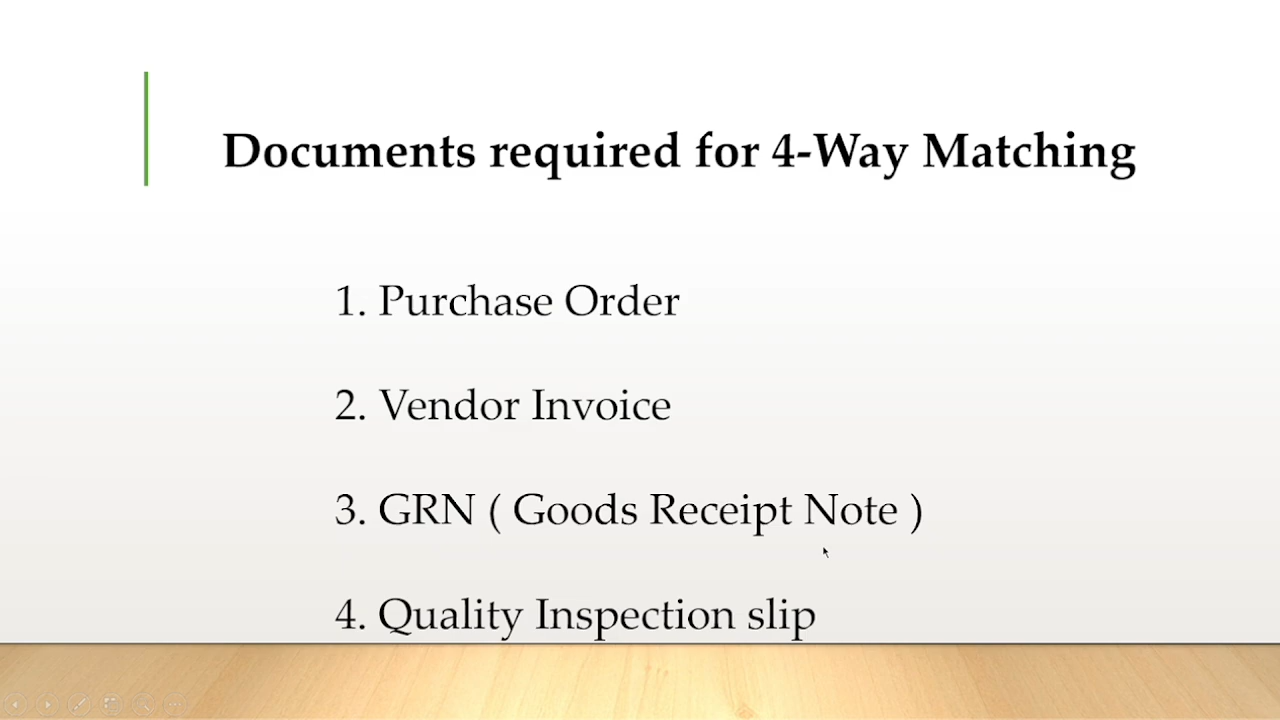 Documents required for 4-Way Matching
1. Purchase Order
2. Vendor Invoice
3. GRN ( Goods Receipt Note )
4. Quality Inspection slip